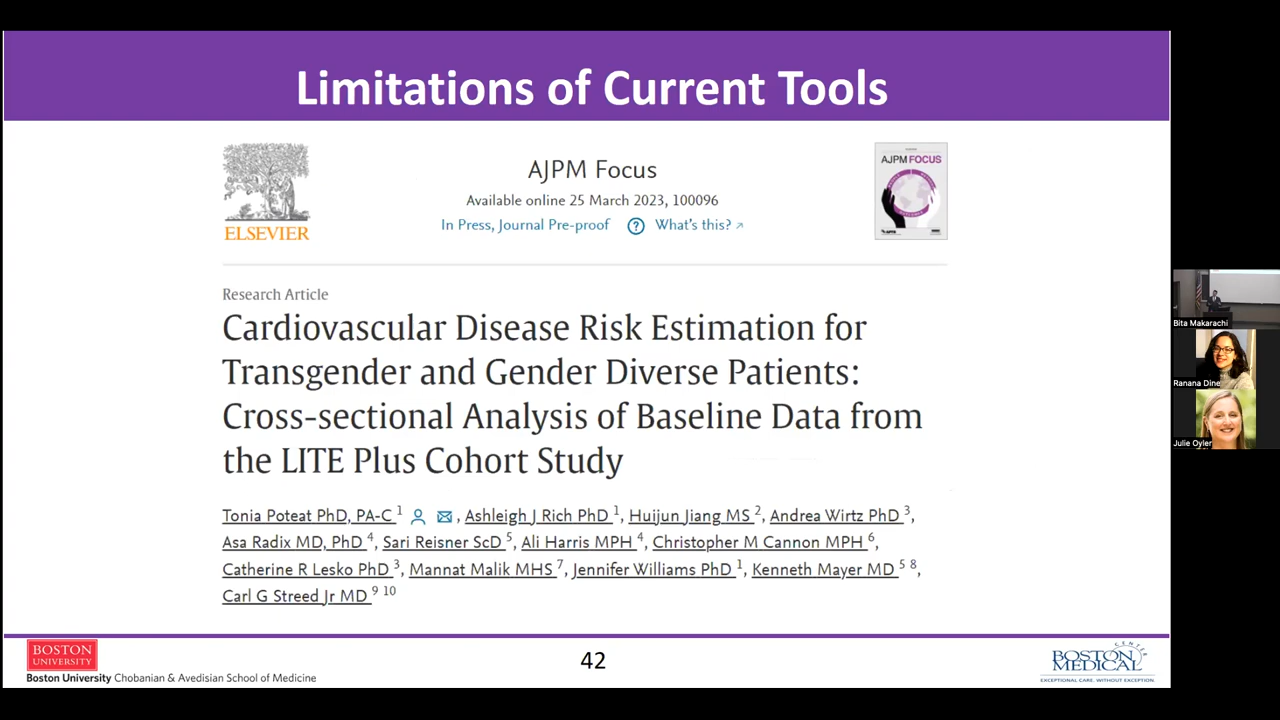 Limitations of Current Tools
ELSEVIER
AJPM Focus
Available online 25 March 2023, 100096
In Press, Journal Pre-proof ? What's this? ↗
AJPM FOCUS
Research Article
Cardiovascular Disease Risk Estimation for
Transgender and Gender Diverse Patients:
Cross-sectional Analysis of Baseline Data from
the LITE Plus Cohort Study
Tonia Poteat PhD, PA-C 1 , Ashleigh J Rich PhD 1, Huijun Jiang MS 2, Andrea Wirtz PhD 3,
Asa Radix MD, PhD 4, Sari Reisner ScD 5, Ali Harris MPH 4, Christopher M Cannon MPH 6,
Catherine R Lesko PhD 3, Mannat Malik MHS 7, Jennifer Williams PhD 1, Kenneth Mayer MD 5 8,
Carl G Streed Jr MD 9 10
BOSTON
UNIVERSITY
Boston University Chobanian & Avedisian School of Medicine
42
BOSTON
MEDICAL
CENTER
EXCEPTIONAL CARE. WITHOUT EXCEPTION.
Bita Makarachi
Ranana Dine
Julie Oyler